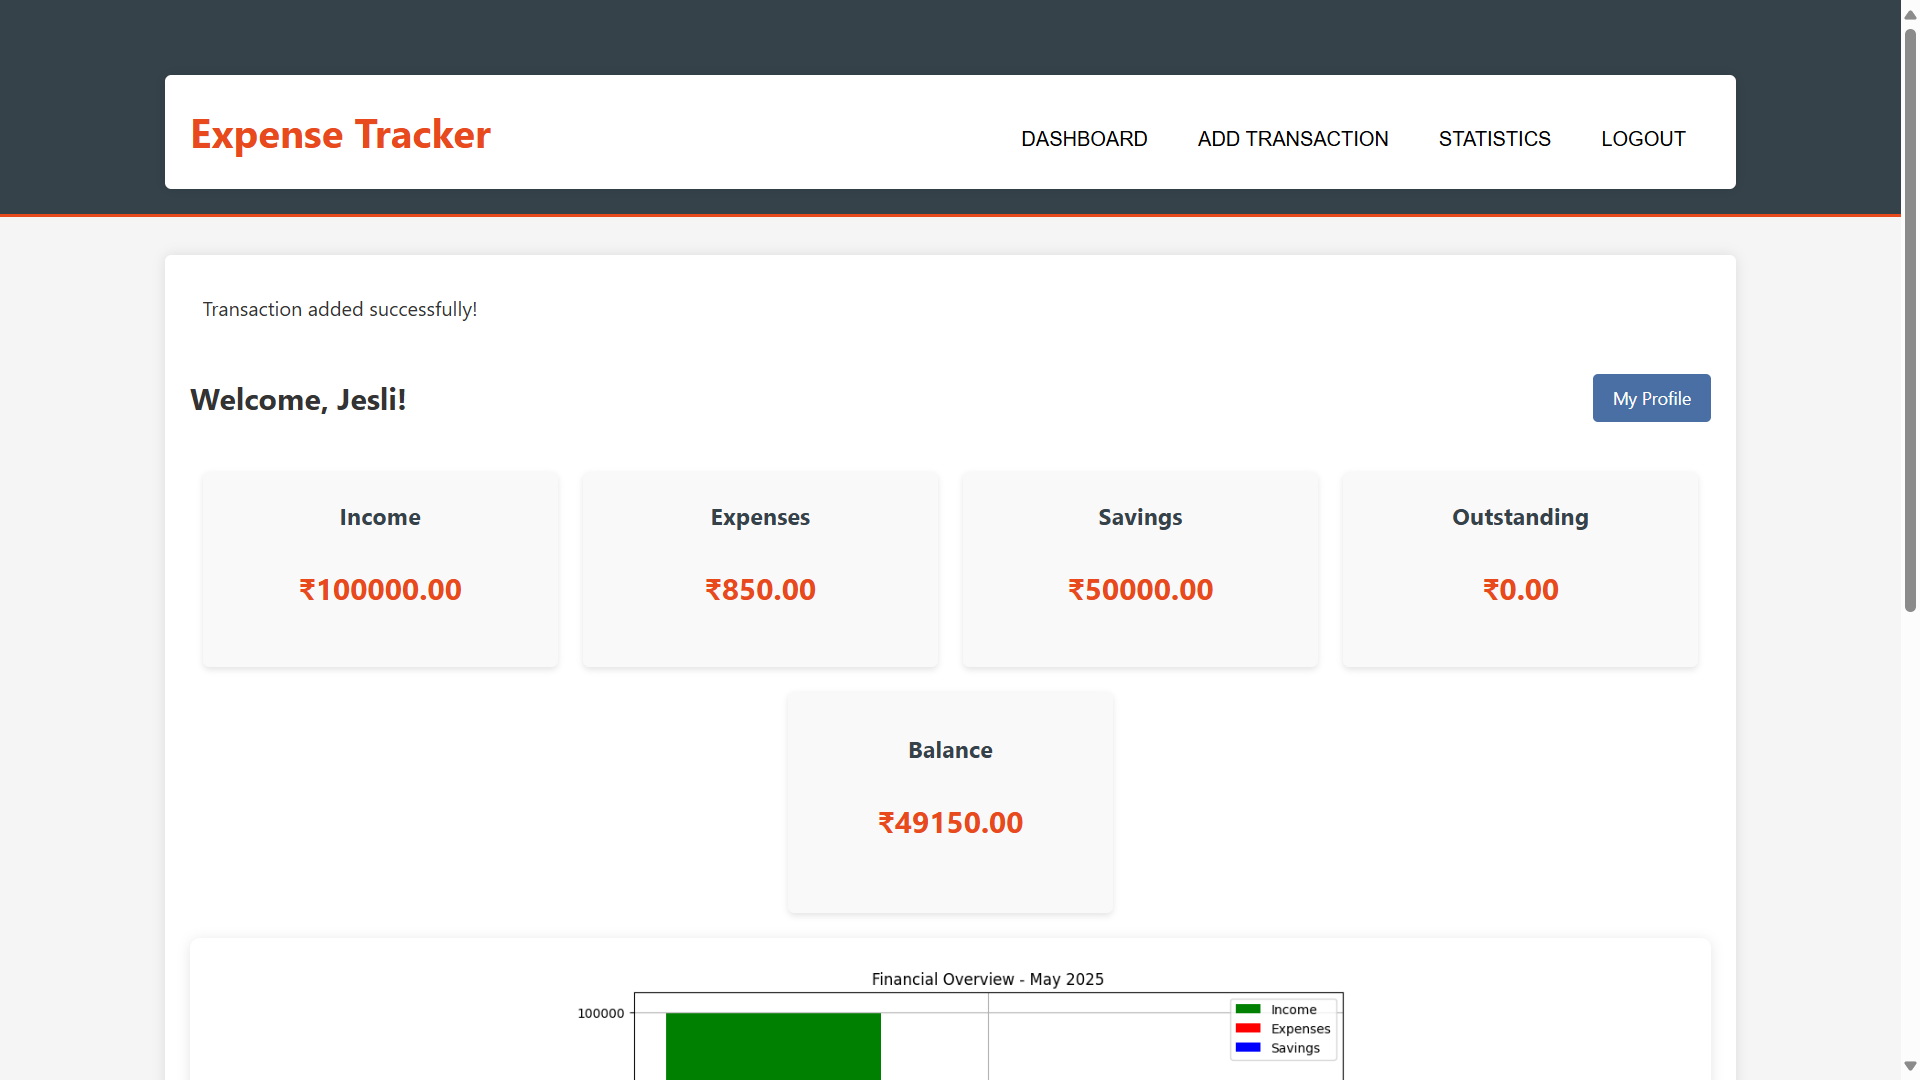 Expense Tracker
DASHBOARD ADD TRANSACTION STATISTICS LOGOUT
Transaction added successfully!
Welcome, Jesli!
My Profile
Income Expenses Savings Outstanding
₹100000.00 ₹850.00 ₹50000.00 ₹0.00
Balance
₹49150.00
Financial Overview - May 2025
100000
Income
Expenses
Savings